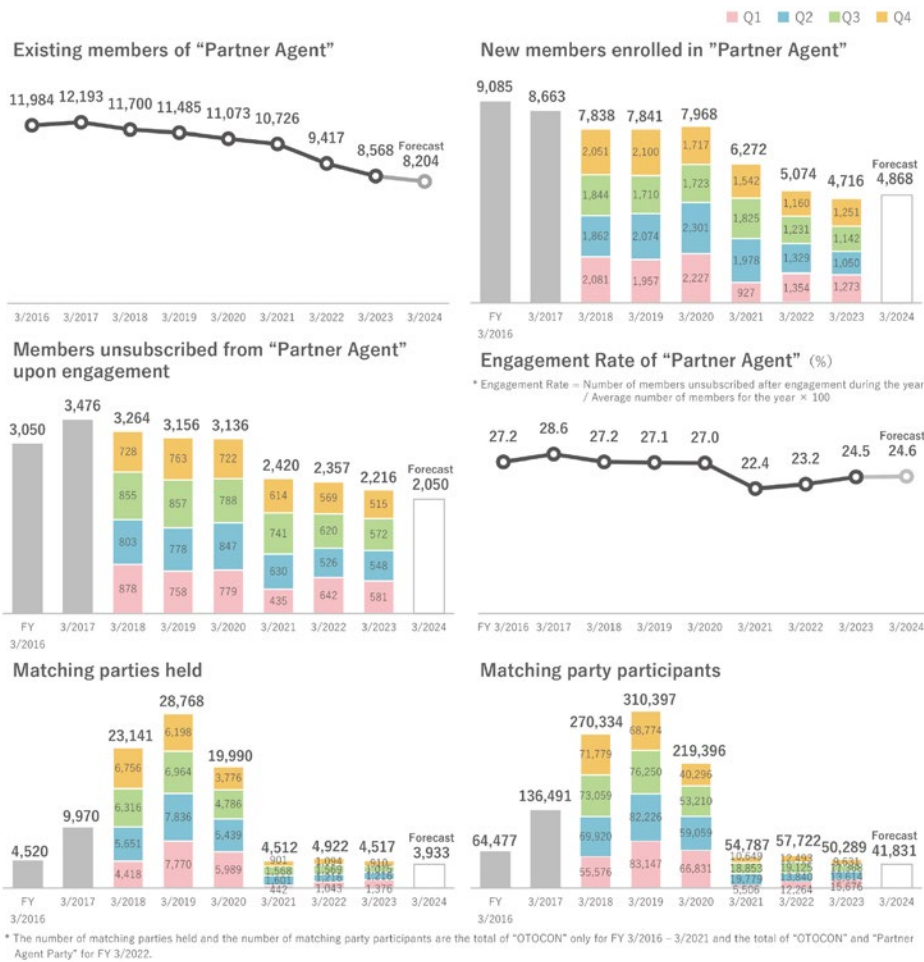 Q1 Q2 Q3 Q4
Existing members of “Partner Agent”
11,984 12,193 11,700 11,485 11,073 10,726 9,417 8,568 Forecast 8,204
3/2016 3/2017 3/2018 3/2019 3/2020 3/2021 3/2022 3/2023 3/2024
New members enrolled in ”Partner Agent”
9,085 8,663 7,838 7,841 7,968 6,272 5,074 4,716 Forecast 4,868
2,051 2,100 1,717 1,542 1,160 1,251
1,844 1,710 1,723 1,825 1,231 1,142
1,862 2,074 2,301 1,978 1,329 1,050
2,081 1,957 2,227 927 1,354 1,273
FY 3/2016 3/2017 3/2018 3/2019 3/2020 3/2021 3/2022 3/2023 3/2024
Members unsubscribed from “Partner Agent”
upon engagement
3,050 3,476 3,264 3,156 3,136 2,420 2,357 2,216 Forecast 2,050
728 763 722 614 569 515
855 857 788 741 620 572
803 778 847 630 526 548
878 758 779 435 642 581
FY 3/2016 3/2017 3/2018 3/2019 3/2020 3/2021 3/2022 3/2023 3/2024
Engagement Rate of “Partner Agent” (%)
* Engagement Rate = Number of members unsubscribed after engagement during the year
/ Average number of members for the year × 100
27.2 28.6 27.2 27.1 27.0 22.4 23.2 24.5 Forecast 24.6
FY 3/2016 3/2017 3/2018 3/2019 3/2020 3/2021 3/2022 3/2023 3/2024
Matching parties held
4,520 9,970 23,141 28,768 19,990 4,512 4,922 4,517 Forecast 3,933
6,756 6,198 3,776 901 1,094 910
6,316 6,964 4,786 1,568 1,569
5,651 7,836 5,439 1,601 1,216
4,418 7,770 5,989 442 1,043 1,376
FY 3/2016 3/2017 3/2018 3/2019 3/2020 3/2021 3/2022 3/2023 3/2024
Matching party participants
64,477 136,491 270,334 310,397 219,396 54,787 57,722 50,289 Forecast 41,831
71,779 68,774 40,296 10,649 12,493 9,631
73,059 76,250 53,210 18,853 19,125
69,920 82,226 59,059 19,779 13,840 13,614
55,576 83,147 66,831 5,506 12,264 15,676
FY 3/2016 3/2017 3/2018 3/2019 3/2020 3/2021 3/2022 3/2023 3/2024
* The number of matching parties held and the number of matching party participants are the total of “OTOCON” only for FY 3/2016 – 3/2021 and the total of “OTOCON” and “Partner
Agent Party” for FY 3/2022.